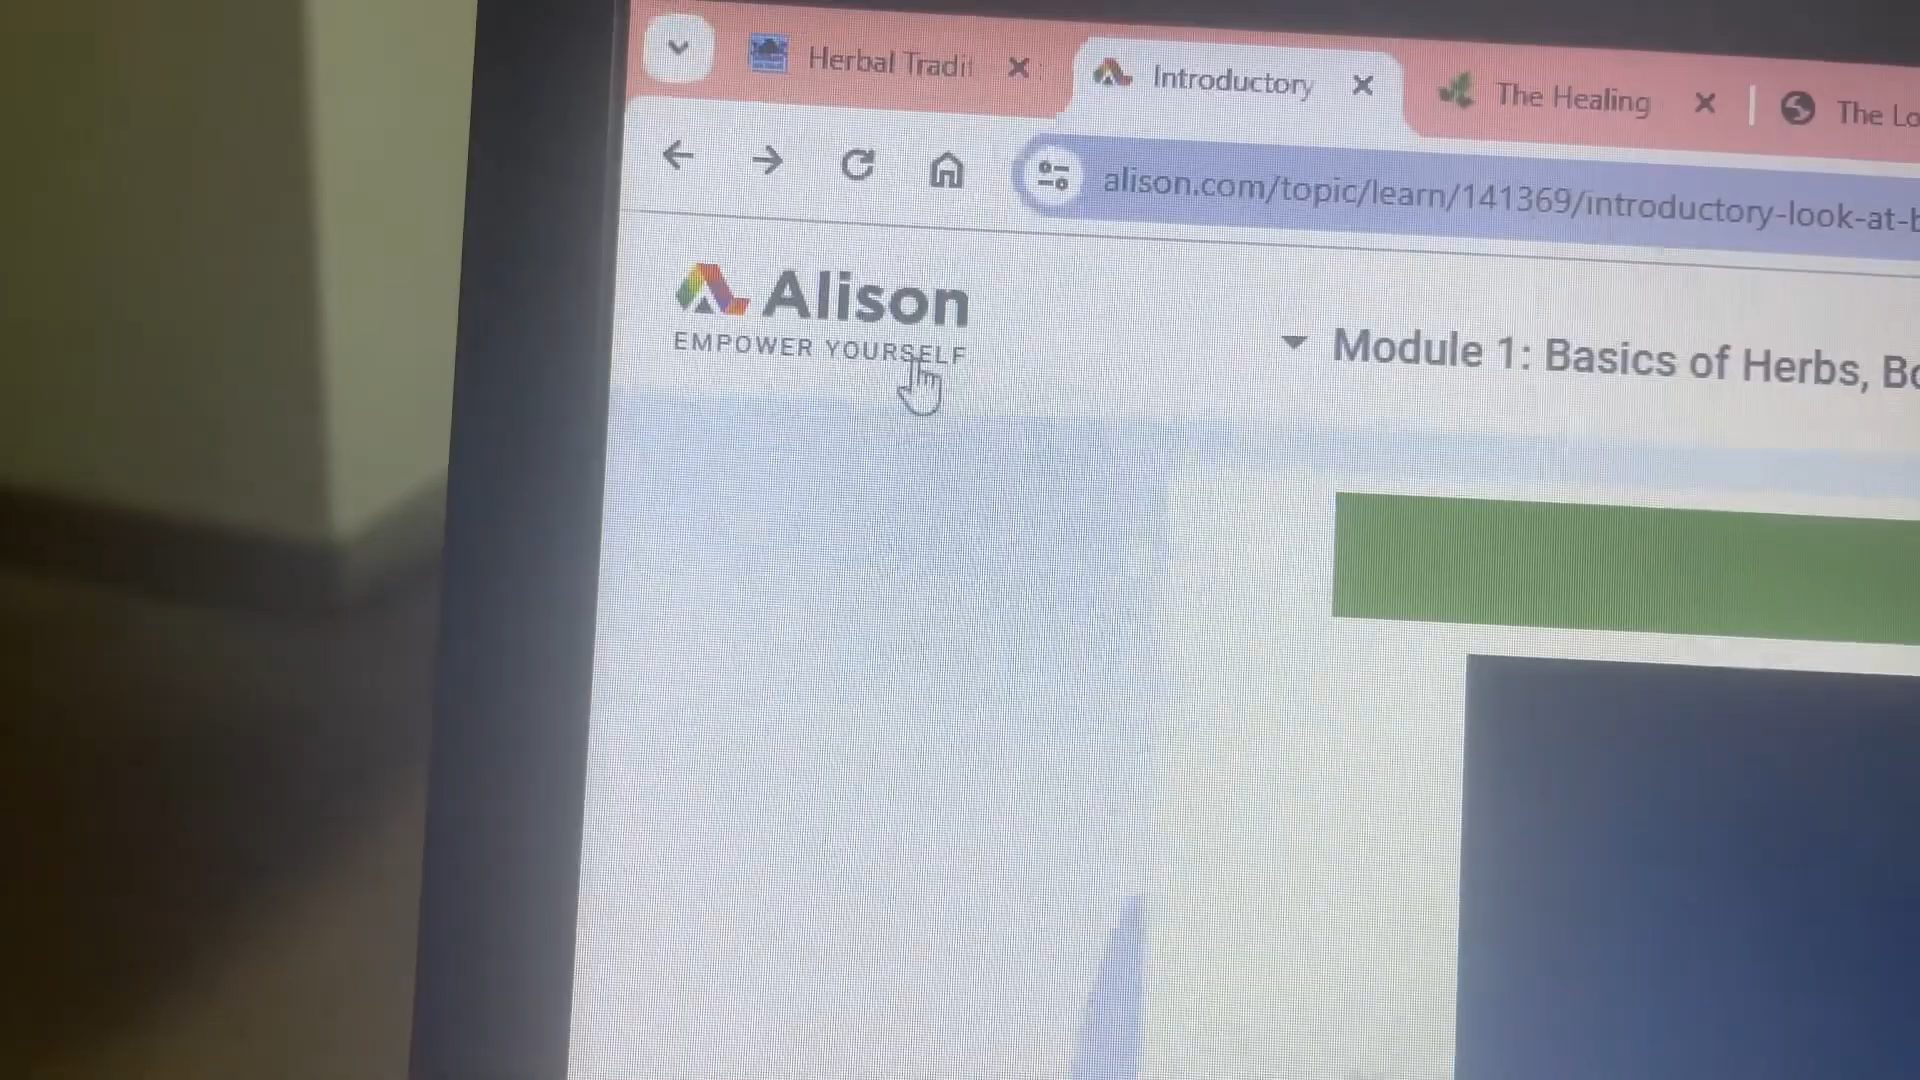 Herbal Tradit
Introductory
The Healing
The Lo
alison.com/topic/learn/141369/introductory-look-at-b
Alison
EMPOWER YOURSELF
Module 1: Basics of Herbs, Bo